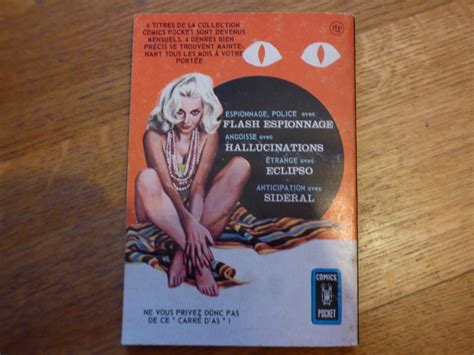 4 TITRES DE LA COLLECTION
COMICS POCKET SONT DEVENUS
MENSUELS, 4 GENRES BIEN
PRÉCIS SE TROUVENT MAINTE-
NANT TOUS LES MOIS A VOTRE
PORTÉE.
ESPIONNAGE, POLICE avec
FLASH ESPIONNAGE
ANGOISSE avec
HALLUCINATIONS
ÉTRANGE avec
ECLIPSO
ANTICIPATION avec
SIDERAL
COMICS
POCKET
NE VOUS PRIVEZ DONC PAS
DE CE " CARRÉ D'AS " !